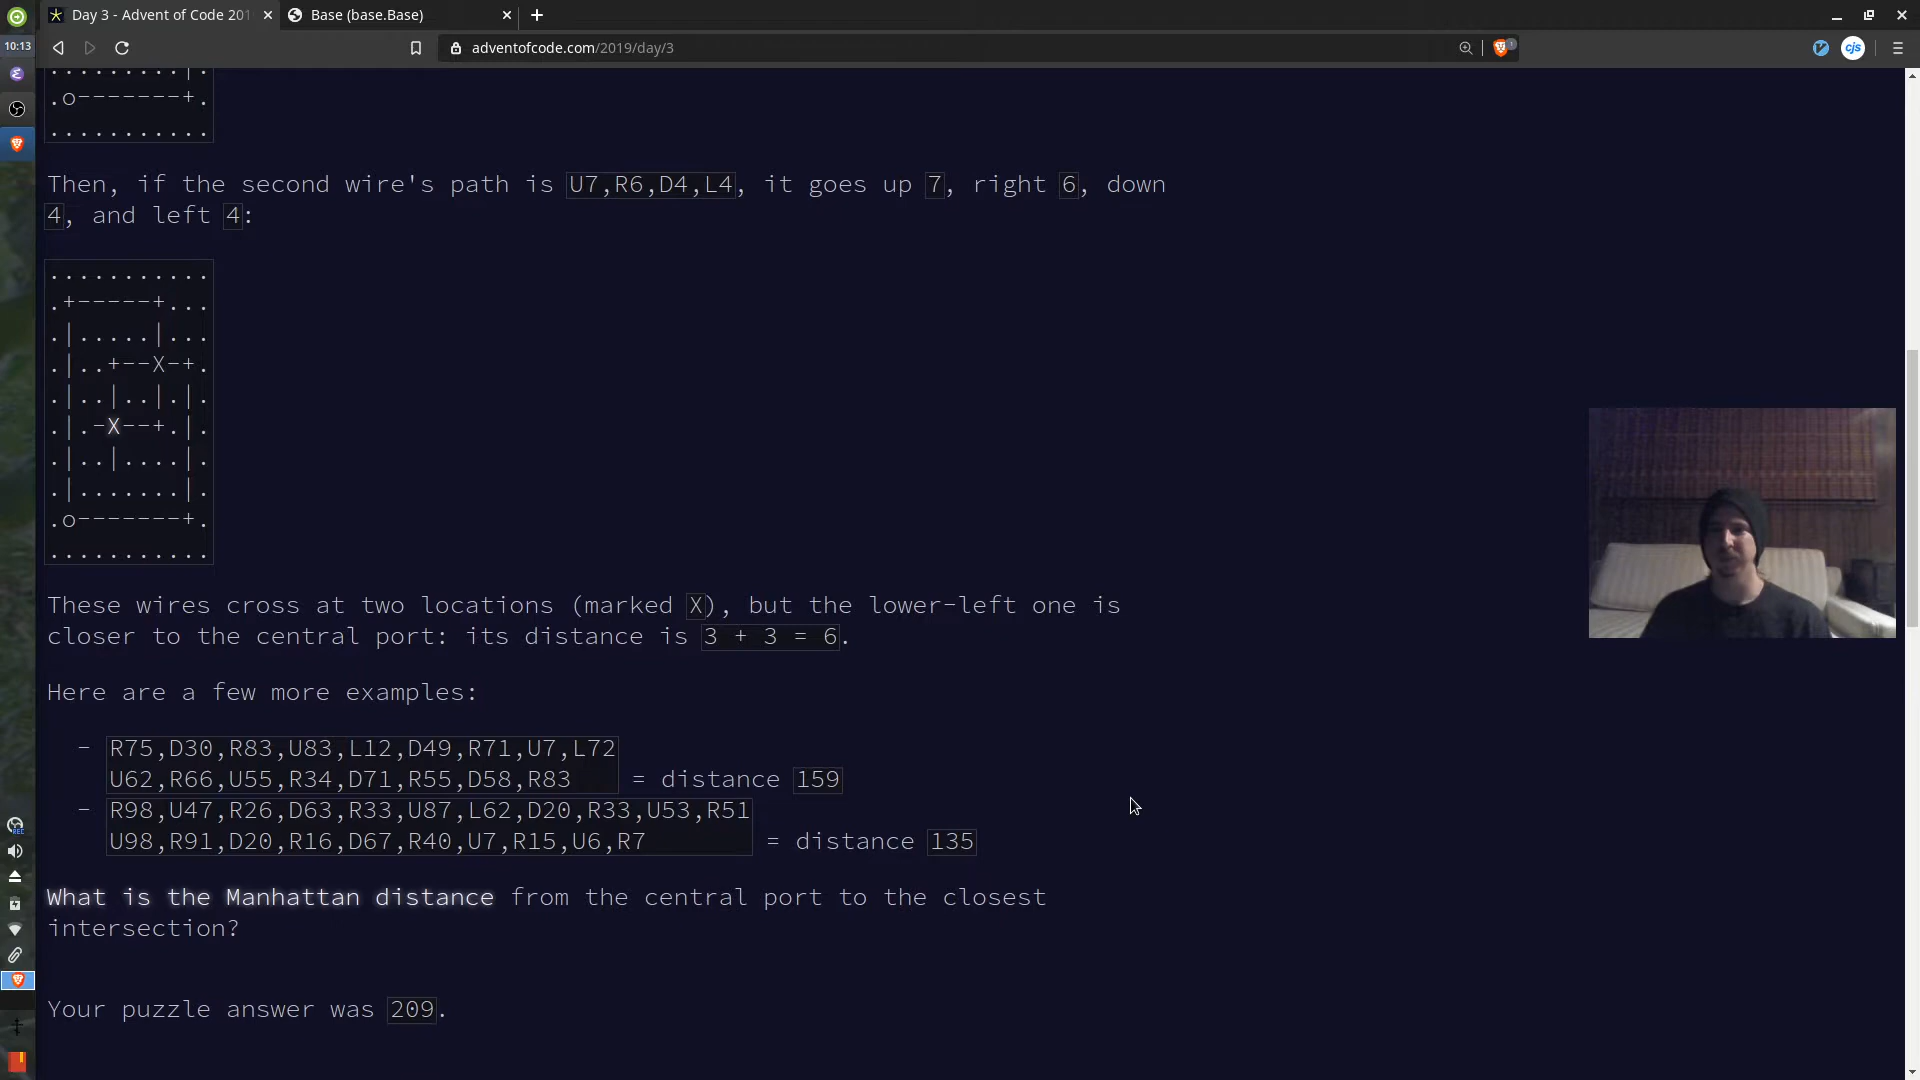 Day 3 - Advent of Code 201
Base (base.Base)
10:13
adventofcode.com/2019/day/3
cjs
........|.
.o-------+.
...........
Then, if the second wire's path is U7,R6,D4,L4, it goes up 7, right 6, down
4, and left 4:
...........
.+-----+...
.|.....|...
.|..+--X-+.
.|..|..|.|.
.|.-X--+.|.
.|..|....|.
.|.......|.
.o-------+.
...........
These wires cross at two locations (marked X), but the lower-left one is
closer to the central port: its distance is 3 + 3 = 6.
Here are a few more examples:
- R75,D30,R83,U83,L12,D49,R71,U7,L72
U62,R66,U55,R34,D71,R55,D58,R83 = distance 159
- R98,U47,R26,D63,R33,U87,L62,D20,R33,U53,R51
U98,R91,D20,R16,D67,R40,U7,R15,U6,R7 = distance 135
What is the Manhattan distance from the central port to the closest
intersection?
Your puzzle answer was 209.
REC